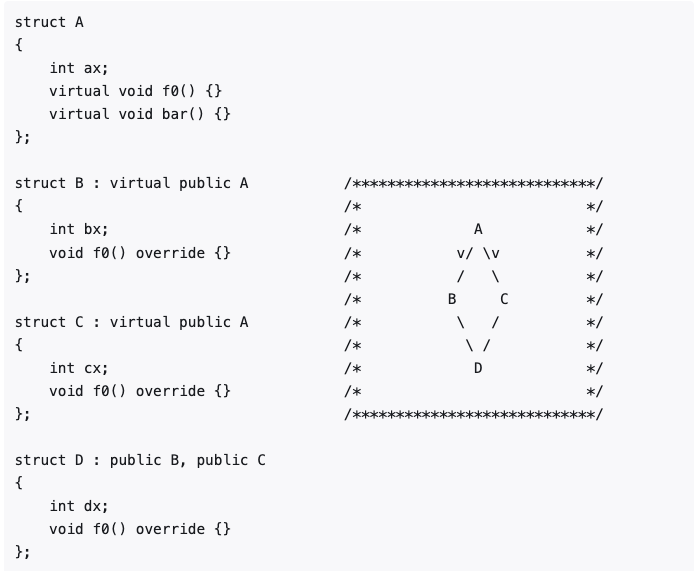 struct A
{
    int ax;
    virtual void f0() {}
    virtual void bar() {}
};

struct B : virtual public A           /****************************/
{                                     /*                          */
    int bx;                           /*             A            */
    void f0() override {}             /*           v/ \v          */
};                                    /*           /   \          */
                                      /*          B     C         */
struct C : virtual public A           /*           \   /          */
{                                     /*            \ /           */
    int cx;                           /*             D            */
    void f0() override {}             /*                          */
};                                    /****************************/

struct D : public B, public C
{
    int dx;
    void f0() override {}
};